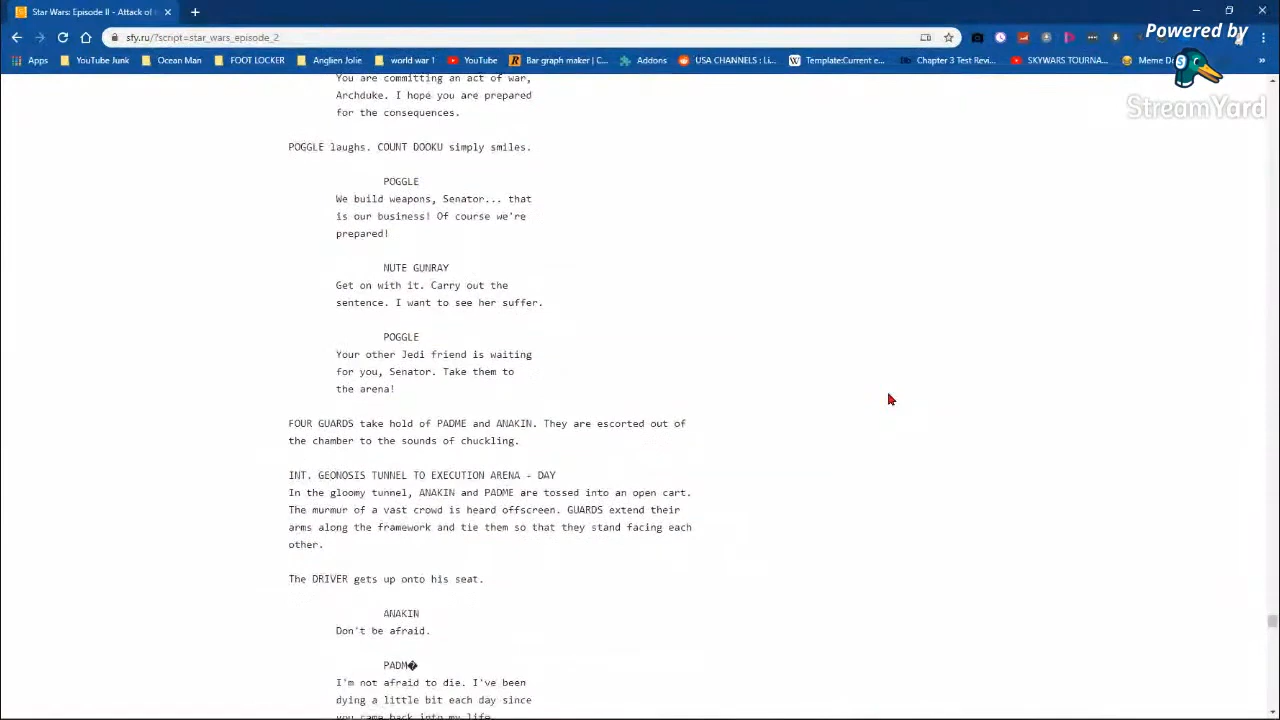 Star Wars: Episode II - Attack of
Powered by
sfy.ru/?script=star_wars_episode_2
Apps
YouTube Junk
Ocean Man
FOOT LOCKER
Anglien Jolie
world war 1
YouTube
Bar graph maker | C...
Addons
USA CHANNELS : Li...
Template:Current e...
Chapter 3 Test Revi...
SKYWARS TOURNA...
StreamYard
You are committing an act of war,
Archduke. I hope you are prepared
for the consequences.
POGGLE laughs. COUNT DOOKU simply smiles.
POGGLE
We build weapons, Senator... that
is our business! Of course we're
prepared!
NUTE GUNRAY
Get on with it. Carry out the
sentence. I want to see her suffer.
POGGLE
Your other Jedi friend is waiting
for you, Senator. Take them to
the arena!
FOUR GUARDS take hold of PADME and ANAKIN. They are escorted out of
the chamber to the sounds of chuckling.
INT. GEONOSIS TUNNEL TO EXECUTION ARENA - DAY
In the gloomy tunnel, ANAKIN and PADME are tossed into an open cart.
The murmur of a vast crowd is heard offscreen. GUARDS extend their
arms along the framework and tie them so that they stand facing each
other.
The DRIVER gets up onto his seat.
ANAKIN
Don't be afraid.
PADM�
I'm not afraid to die. I've been
dying a little bit each day since
you came back into my life.